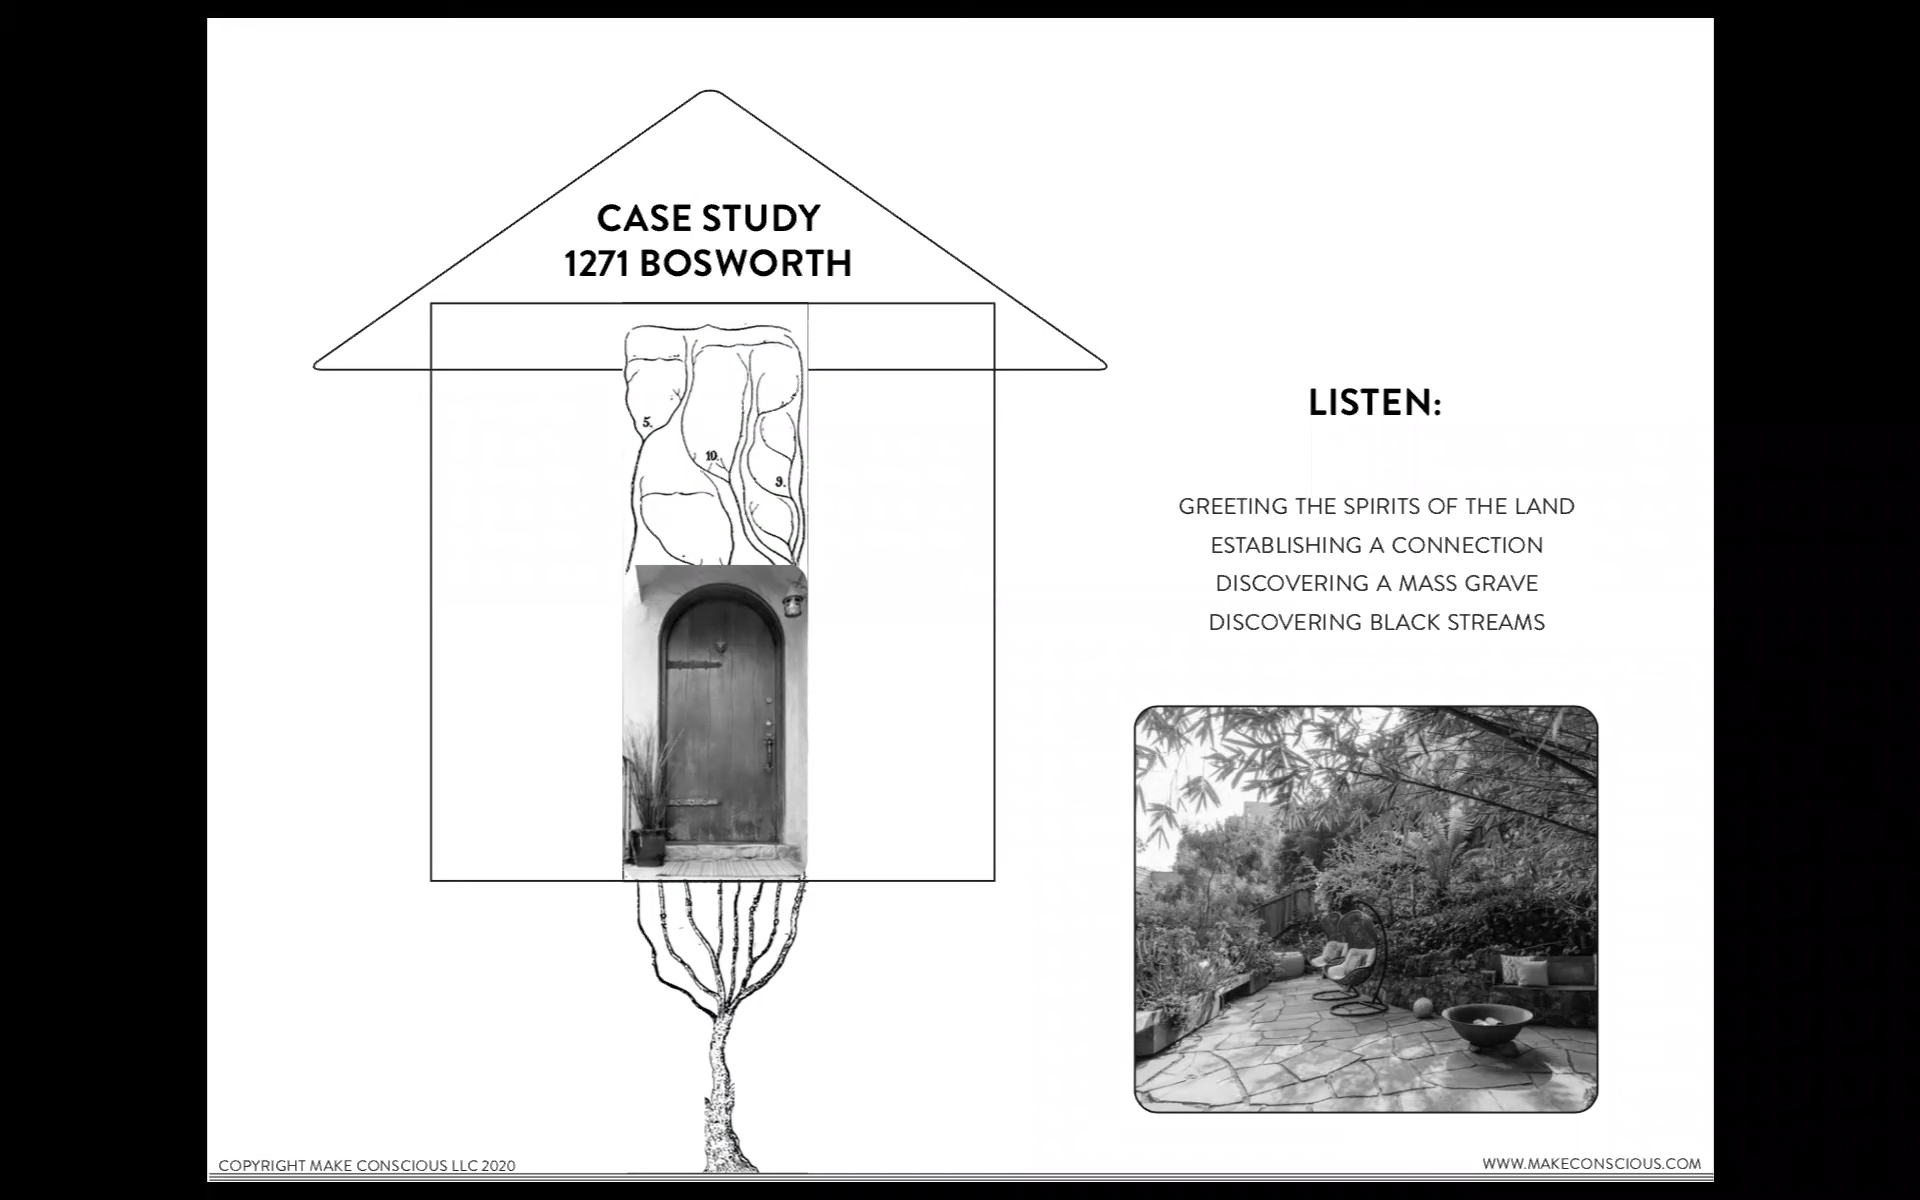 CASE STUDY
1271 BOSWORTH
5.
10.
9.
LISTEN:
GREETING THE SPIRITS OF THE LAND
ESTABLISHING A CONNECTION
DISCOVERING A MASS GRAVE
DISCOVERING BLACK STREAMS
COPYRIGHT MAKE CONSCIOUS LLC 2020
WWW.MAKECONSCIOUS.COM